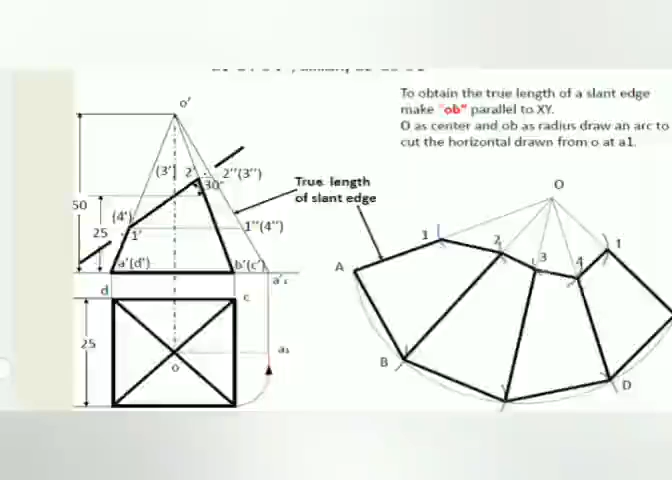 To obtain the true length of a slant edge
make "ob" parallel to XY.
O as center and ob as radius draw an arc to
cut the horizontal drawn from o at a1.
o'
(3') 2' 2''(3'')
30°
True length
of slant edge
50
25
(4')
1'
1''(4'')
a'(d')
b'(c')
d
c
25
o
a₁
O
1
2
3
4
1
A
B
D